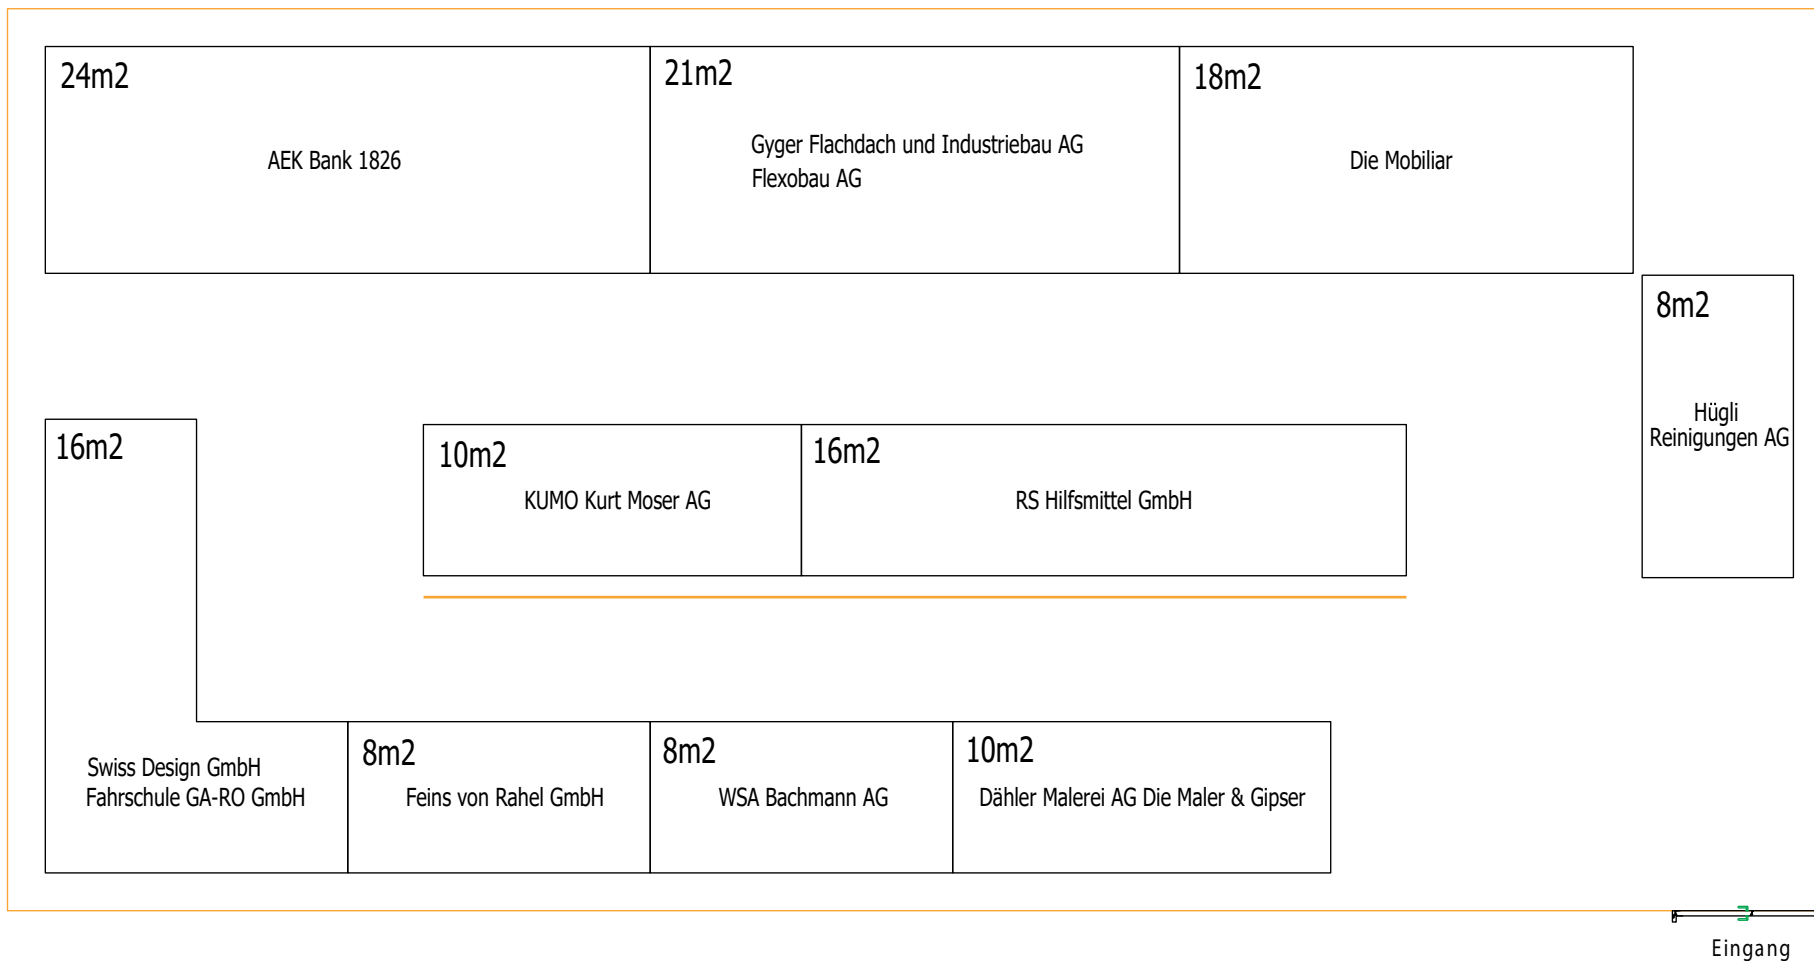 24m2
AEK Bank 1826
21m2
Gyger Flachdach und Industriebau AG
Flexobau AG
18m2
Die Mobiliar
8m2
Hügli
Reinigungen AG
16m2
Swiss Design GmbH
Fahrschule GA-RO GmbH
10m2
KUMO Kurt Moser AG
16m2
RS Hilfsmittel GmbH
8m2
Feins von Rahel GmbH
8m2
WSA Bachmann AG
10m2
Dähler Malerei AG Die Maler & Gipser
Eingang